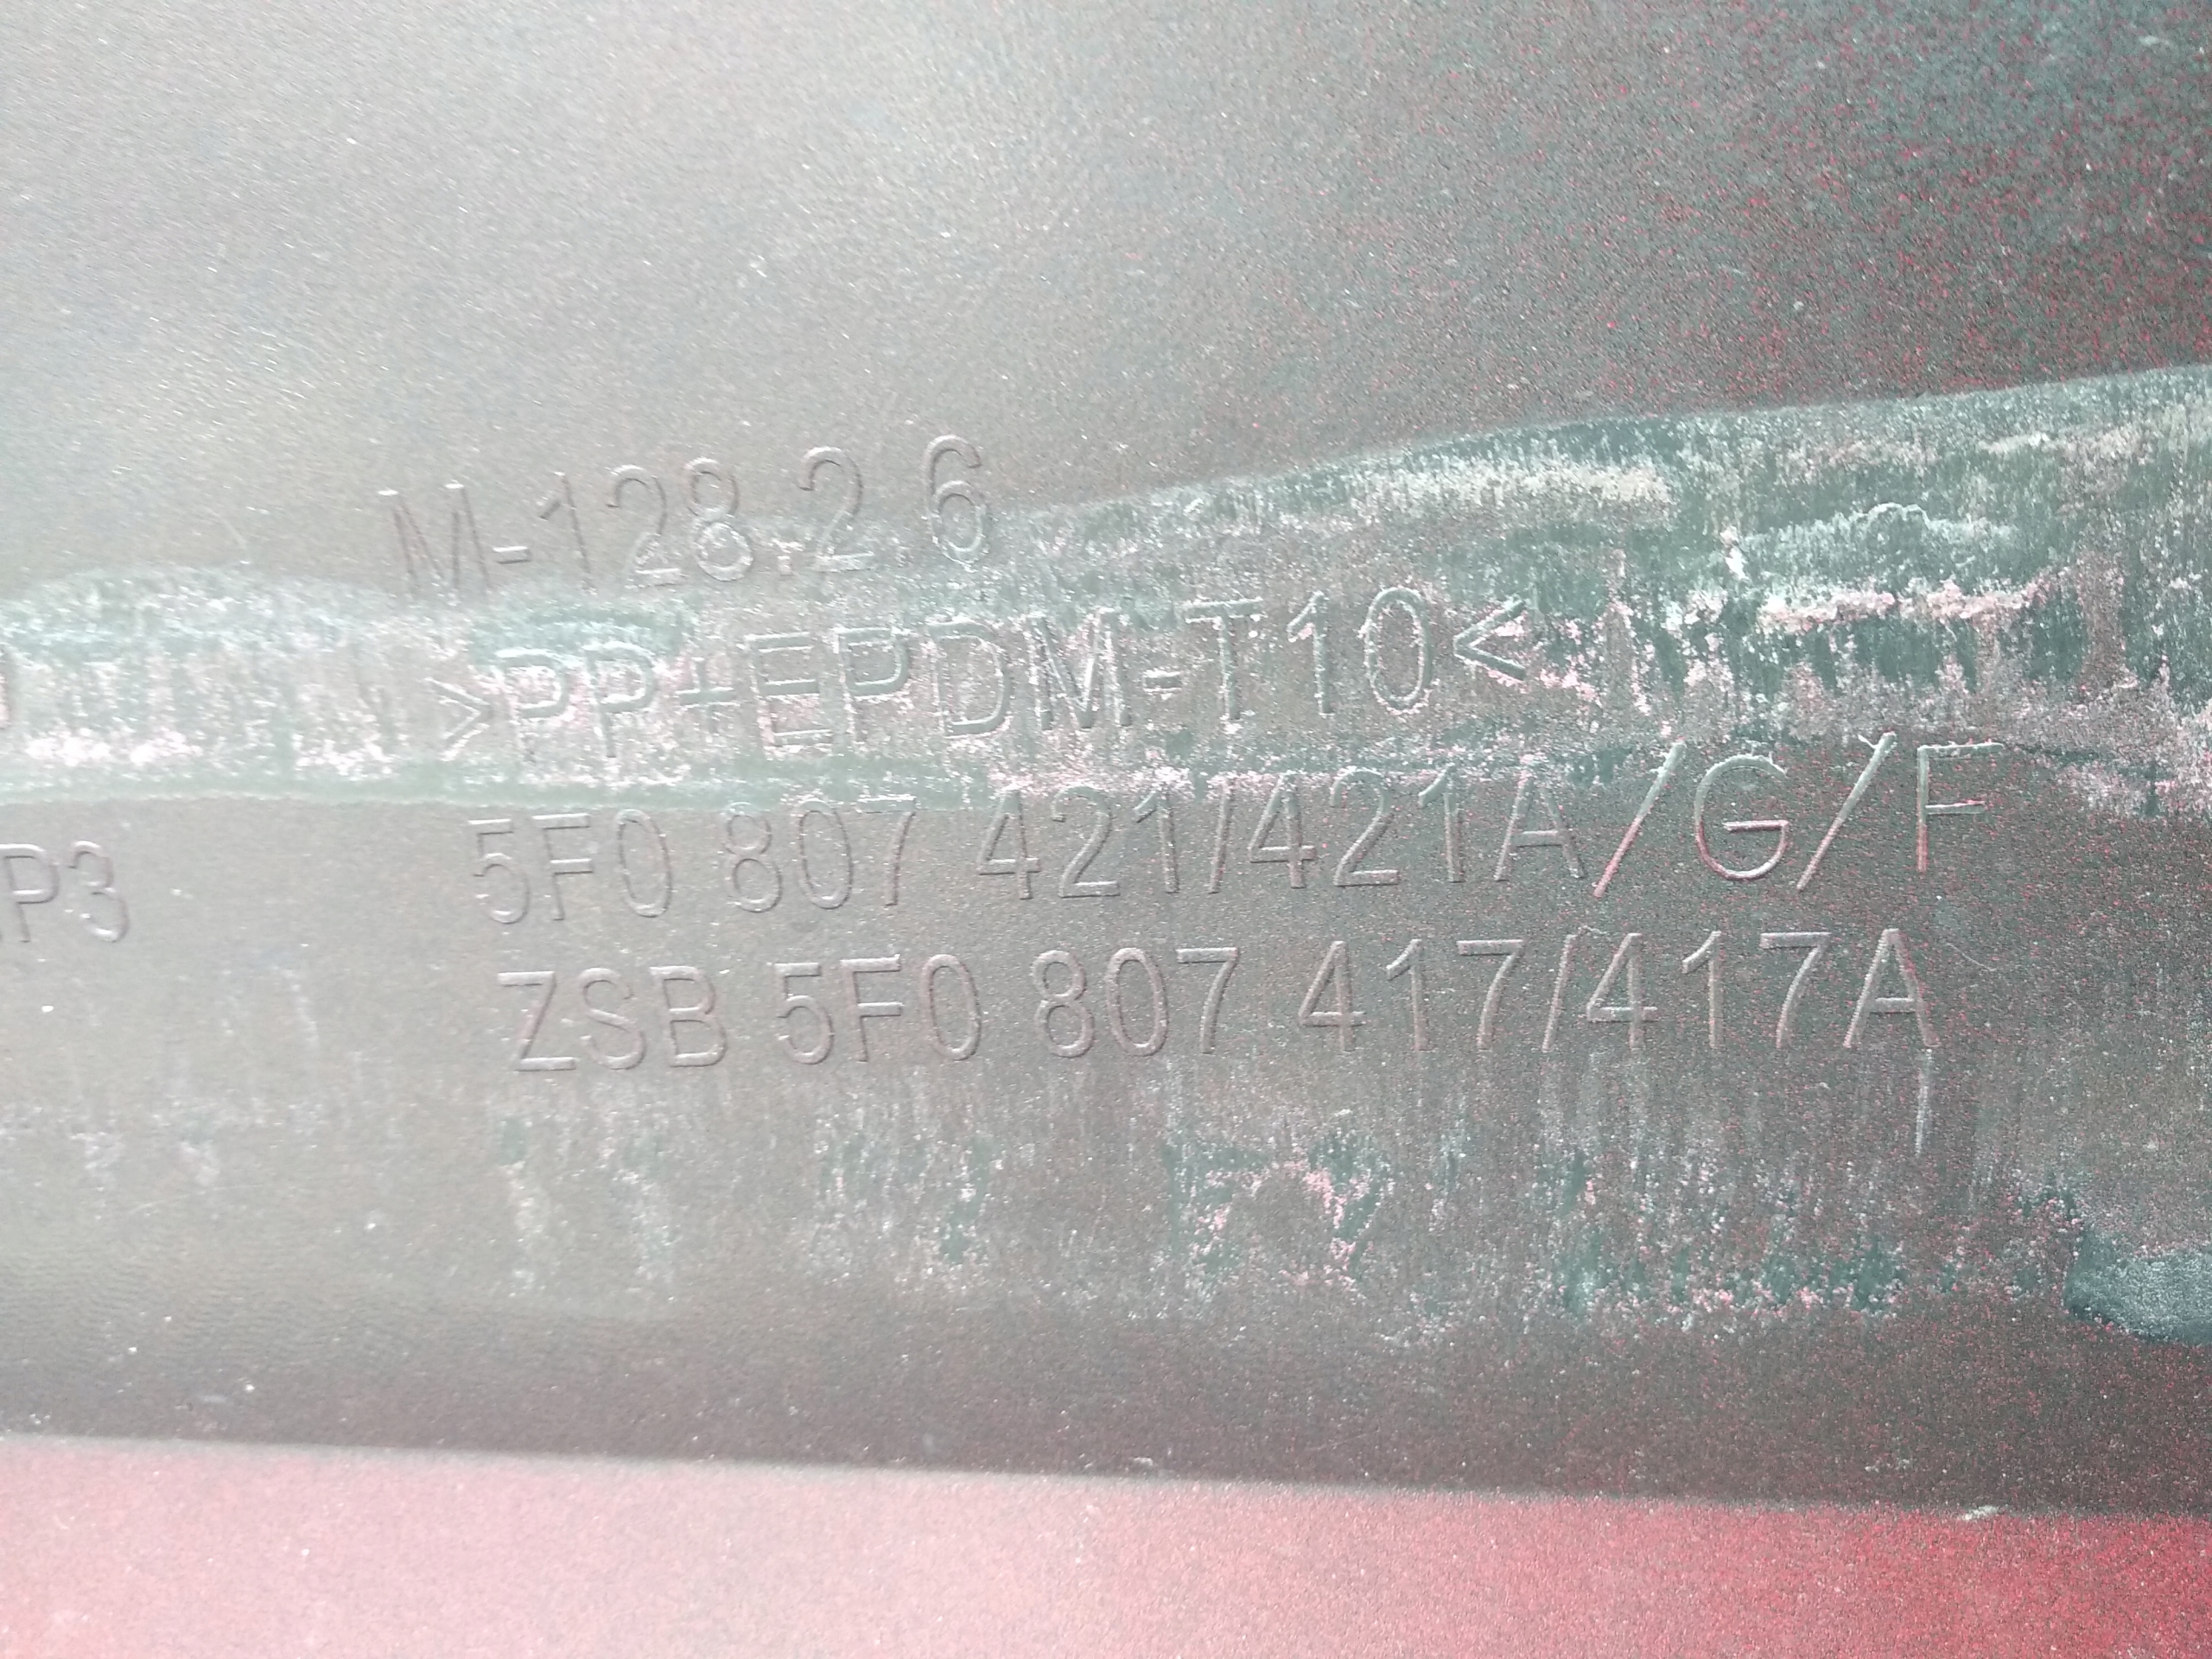 M-128.2.6
>PP+EPDM-T10<
5F0 807 421/421A/G/F
P3
ZSB 5F0 807 417/417A